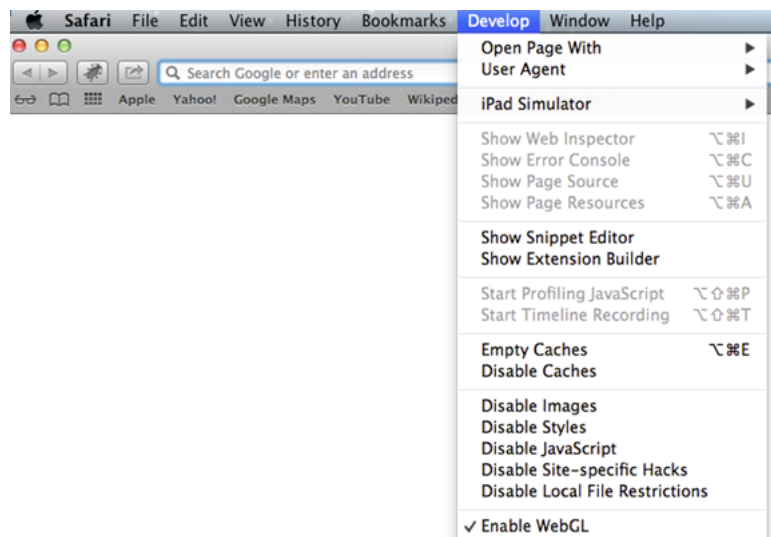 Safari File Edit View History Bookmarks Develop Window Help
Search Google or enter an address
Apple Yahoo! Google Maps YouTube Wikiped
Open Page With ▶
User Agent ▶
iPad Simulator ▶
Show Web Inspector ⌥⌘I
Show Error Console ⌥⌘C
Show Page Source ⌥⌘U
Show Page Resources ⌥⌘A
Show Snippet Editor
Show Extension Builder
Start Profiling JavaScript ⌥⇧⌘P
Start Timeline Recording ⌥⇧⌘T
Empty Caches ⌥⌘E
Disable Caches
Disable Images
Disable Styles
Disable JavaScript
Disable Site-specific Hacks
Disable Local File Restrictions
✓ Enable WebGL